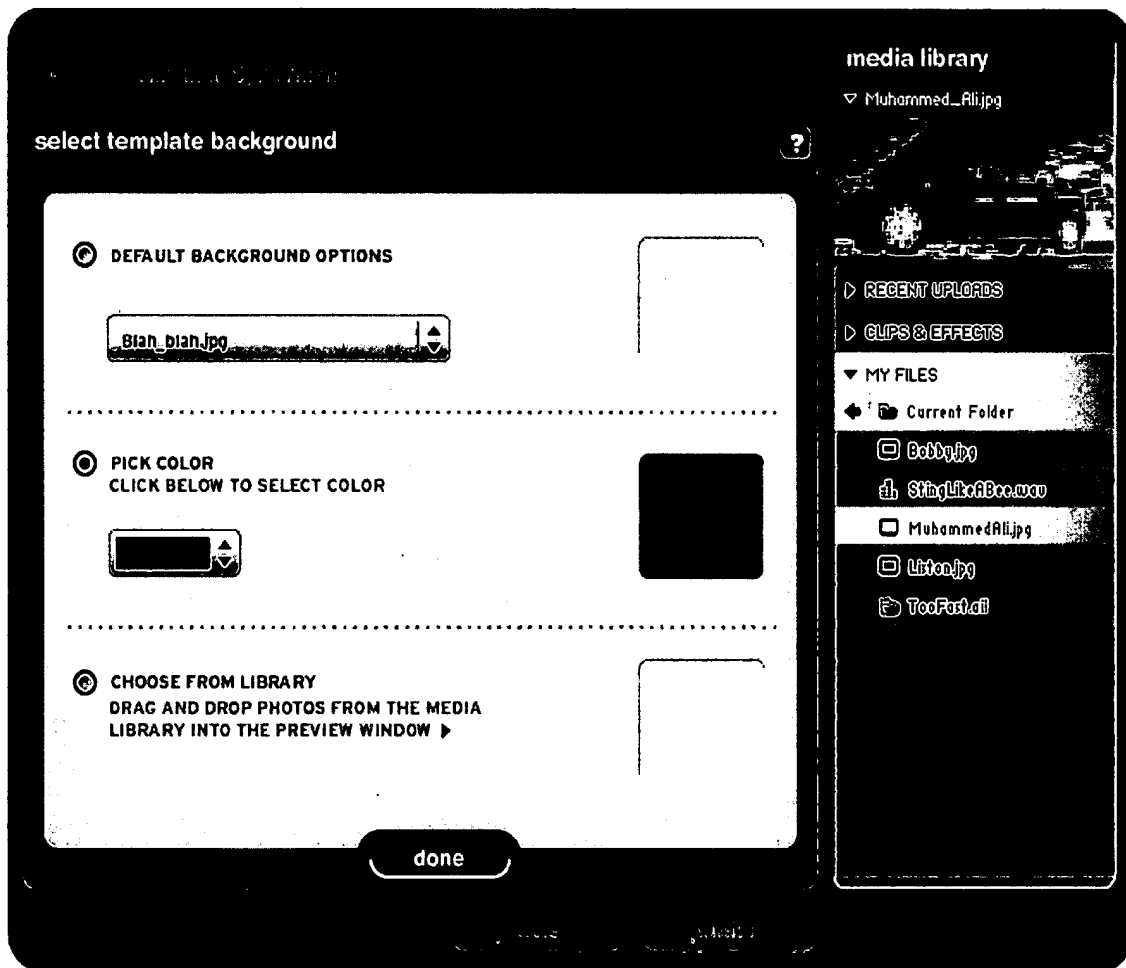 select template background
?
DEFAULT BACKGROUND OPTIONS
Blah_blah.jpg
PICK COLOR
CLICK BELOW TO SELECT COLOR
CHOOSE FROM LIBRARY
DRAG AND DROP PHOTOS FROM THE MEDIA
LIBRARY INTO THE PREVIEW WINDOW
done
media library
Muhammed_Ali.jpg
RECENT UPLOADS
CLIPS & EFFECTS
MY FILES
Current Folder
Bobby.jpg
StingLikeABee.wav
MuhammedAli.jpg
Liston.jpg